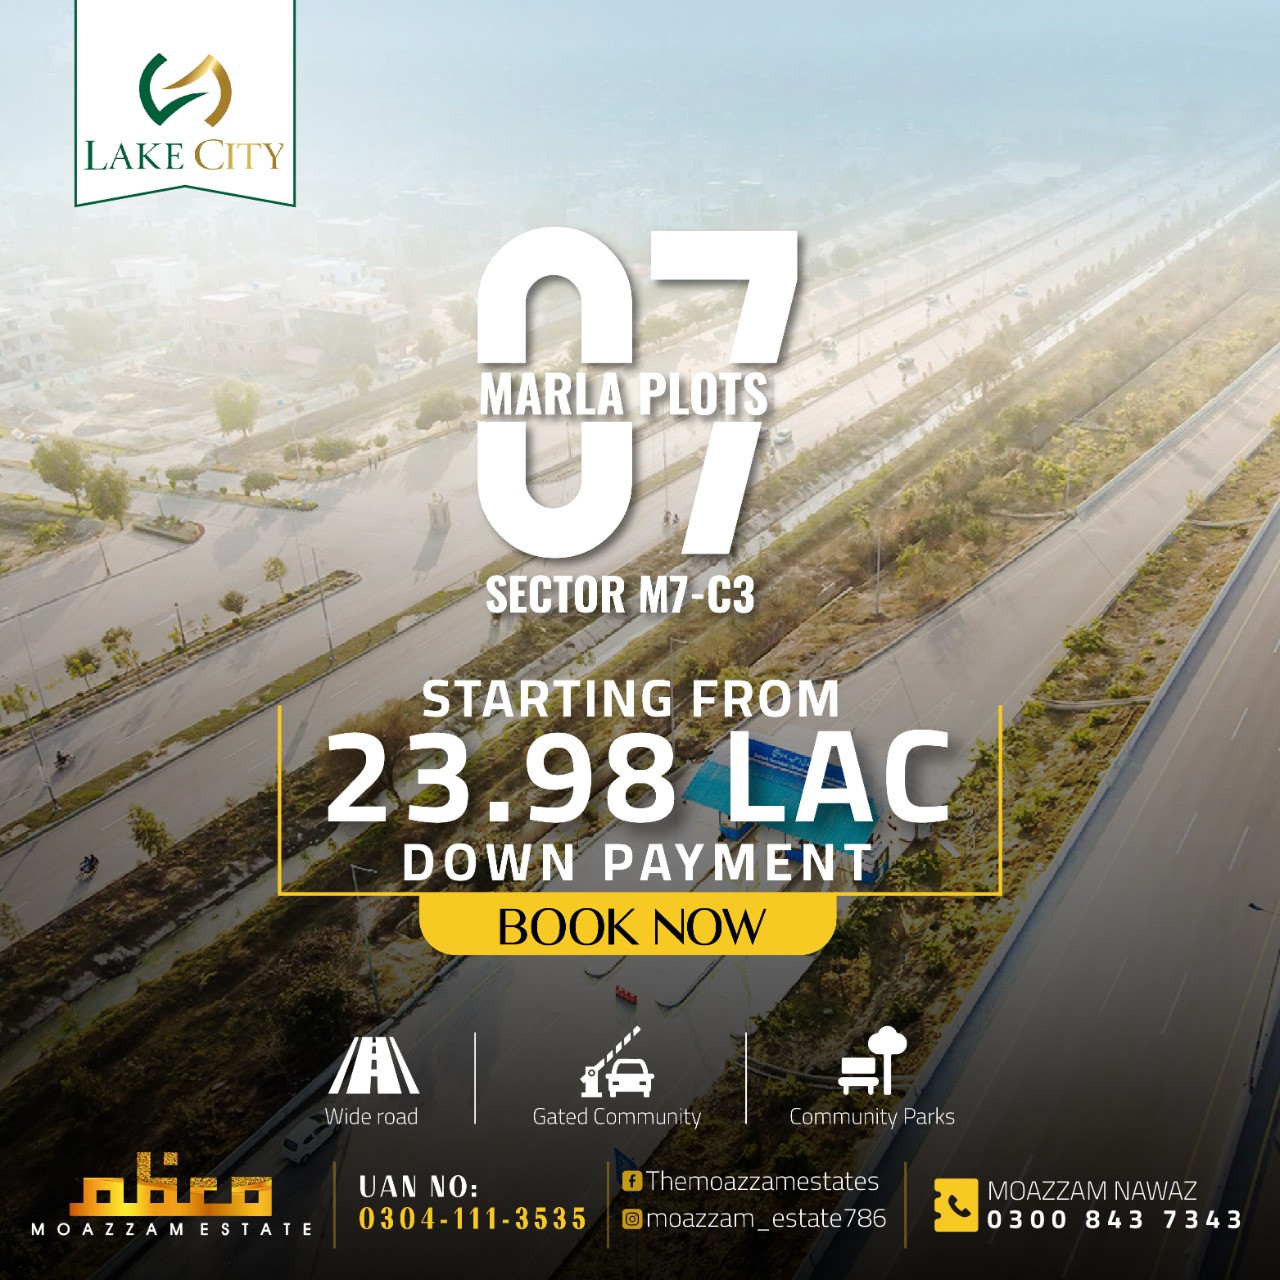 LAKE CITY
07
MARLA PLOTS
SECTOR M7-C3
STARTING FROM
23.98 LAC
DOWN PAYMENT
BOOK NOW
Wide road
Gated Community
Community Parks
معظم
MOAZZAM ESTATE
UAN NO:
0304-111-3535
Themoazzamestates
moazzam_estate786
MOAZZAM NAWAZ
0300 843 7343